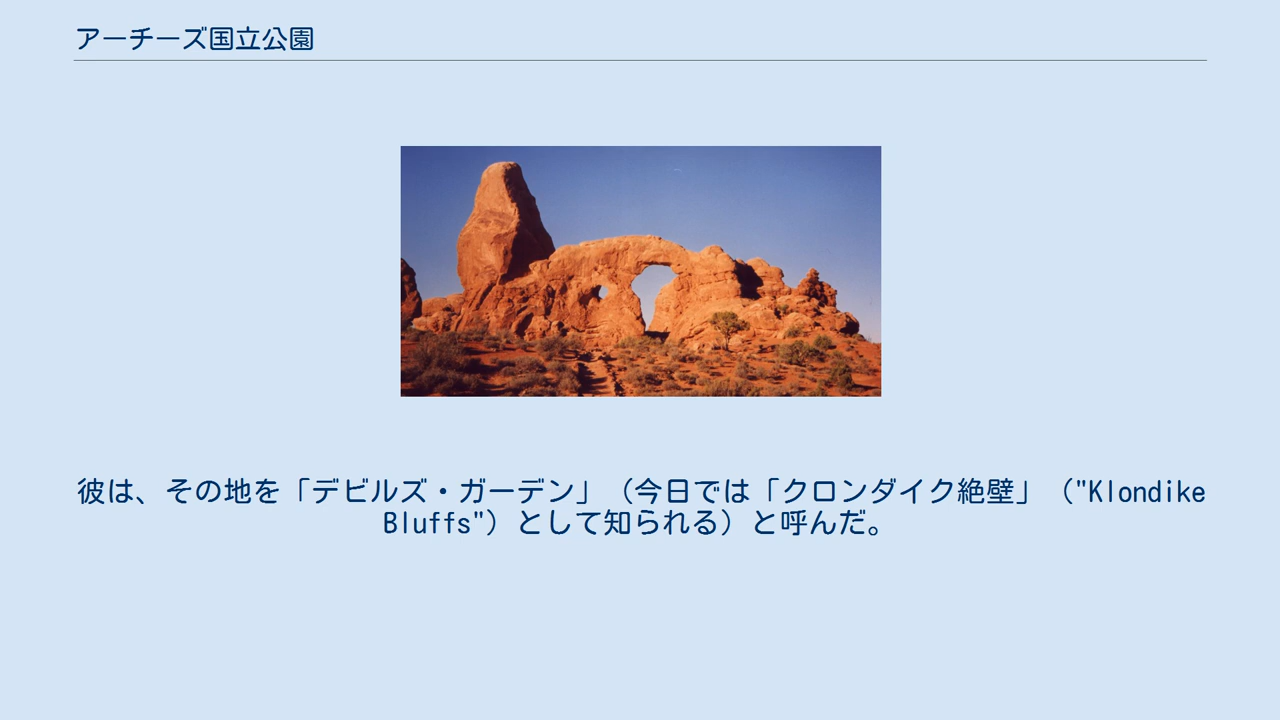 アーチーズ国立公園
彼は、その地を「デビルズ・ガーデン」（今日では「クロンダイク絶壁」（"Klondike
Bluffs"）として知られる）と呼んだ。